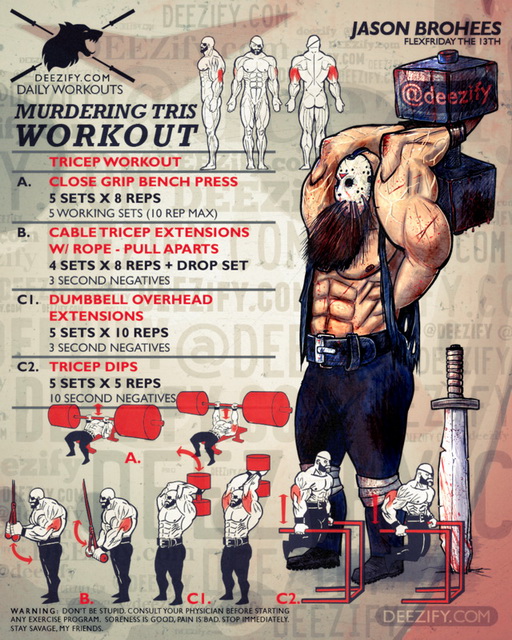 DEEZIFY.COM
DAILY WORKOUTS
JASON BROHEES
FLEXFRIDAY THE 13TH
@deezify
MURDERING TRIS
WORKOUT
TRICEP WORKOUT
A. CLOSE GRIP BENCH PRESS
5 SETS X 8 REPS
5 WORKING SETS (10 REP MAX)
B. CABLE TRICEP EXTENSIONS
W/ ROPE - PULL APARTS
4 SETS X 8 REPS + DROP SET
3 SECOND NEGATIVES
C1. DUMBBELL OVERHEAD
EXTENSIONS
5 SETS X 10 REPS
3 SECOND NEGATIVES
C2. TRICEP DIPS
5 SETS X 5 REPS
10 SECOND NEGATIVES
A.
B.
C1.
C2.
WARNING: DON'T BE STUPID. CONSULT YOUR PHYSICIAN BEFORE STARTING
ANY EXERCISE PROGRAM. SORENESS IS GOOD, PAIN IS BAD. STOP IMMEDIATELY.
STAY SAVAGE, MY FRIENDS.
DEEZIFY.COM